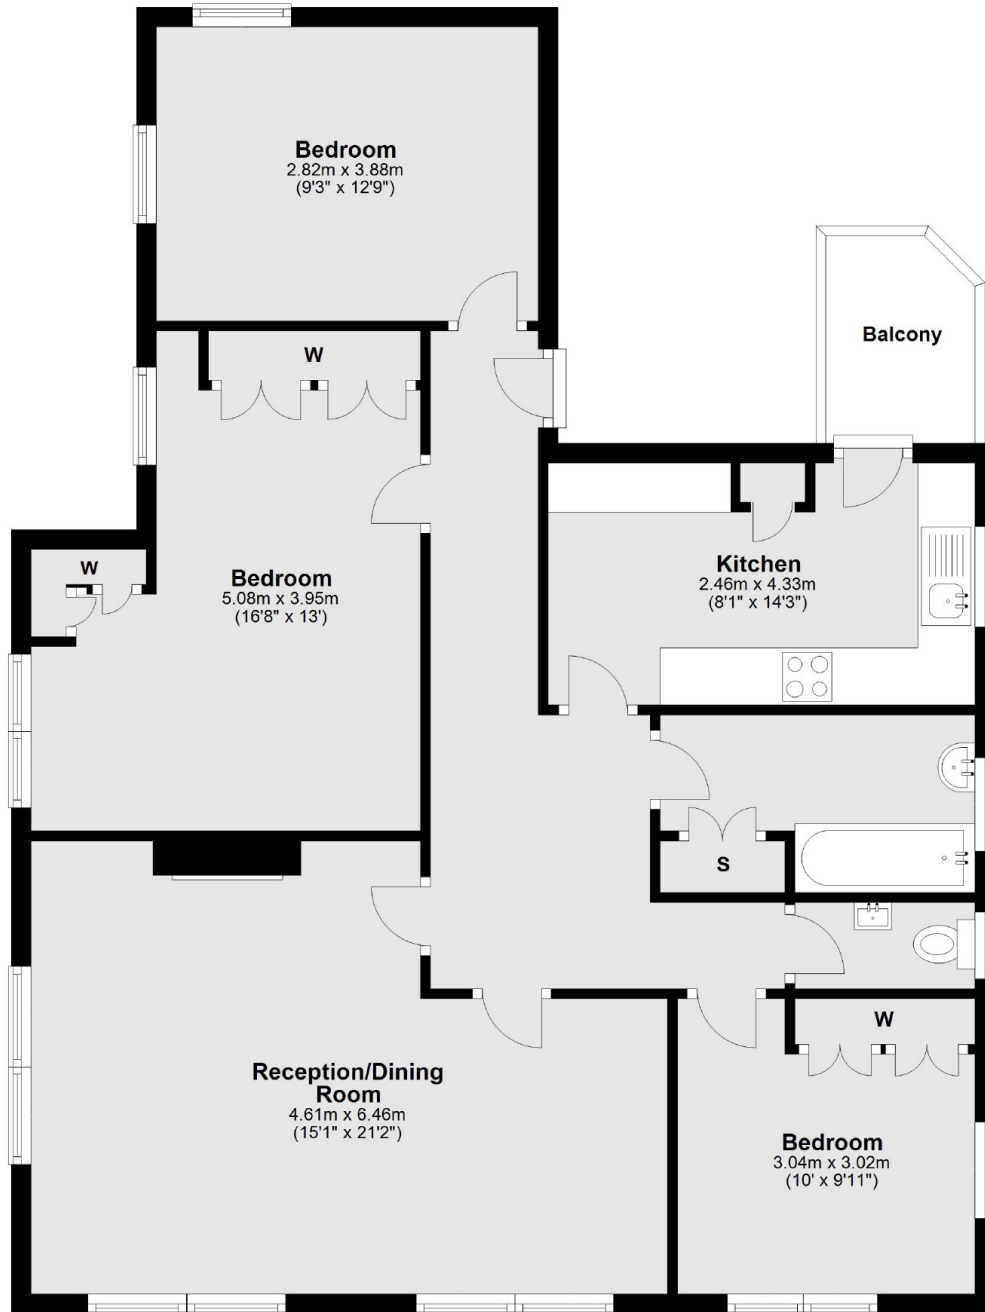 Bedroom
2.82m x 3.88m
(9'3" x 12'9")
Balcony
W
Kitchen
2.46m x 4.33m
(8'1" x 14'3")
W
Bedroom
5.08m x 3.95m
(16'8" x 13')
S
W
Reception/Dining
Room
4.61m x 6.46m
(15'1" x 21'2")
Bedroom
3.04m x 3.02m
(10' x 9'11")